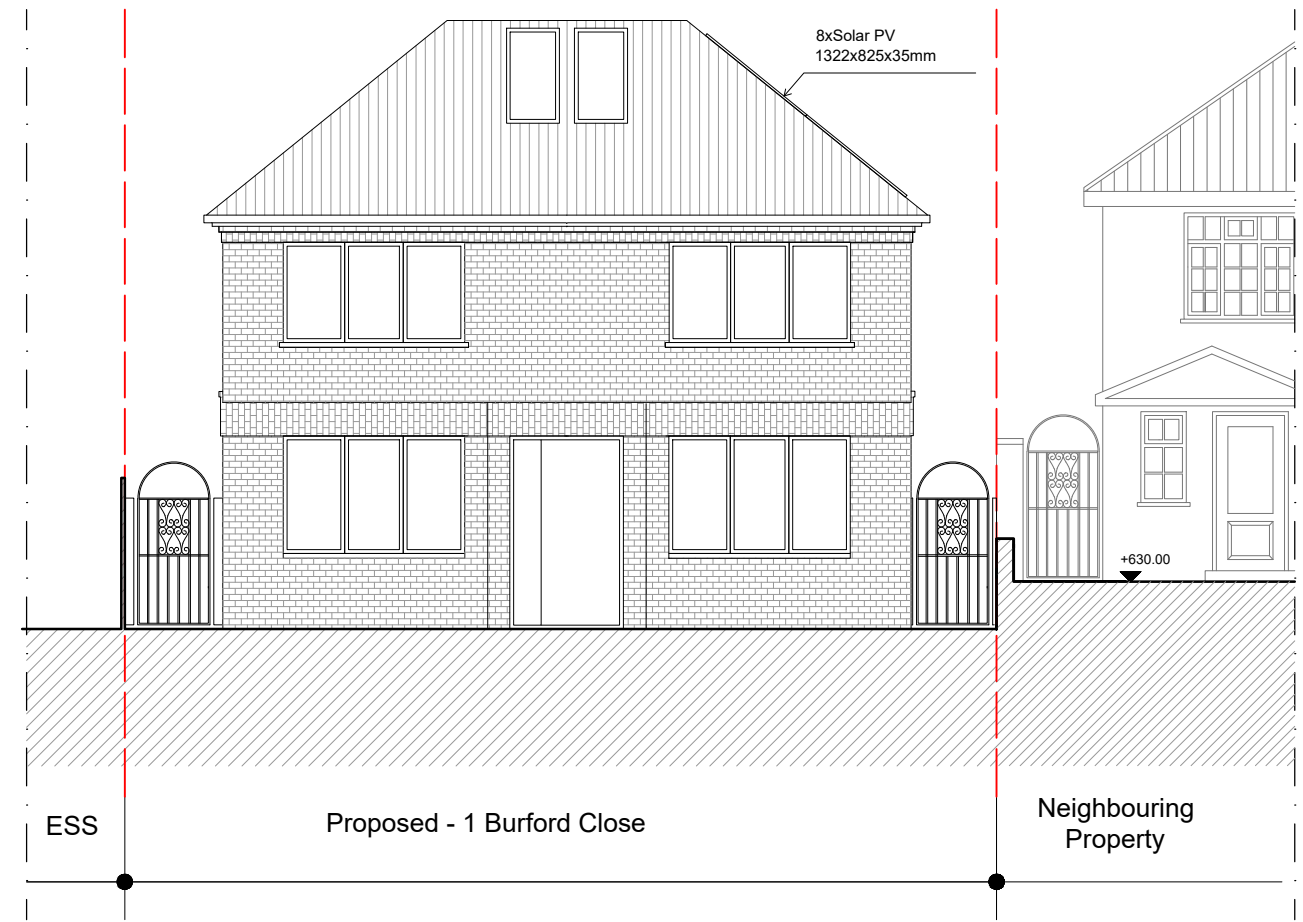 8xSolar PV
1322x825x35mm
+630.00
ESS
Proposed - 1 Burford Close
Neighbouring
Property